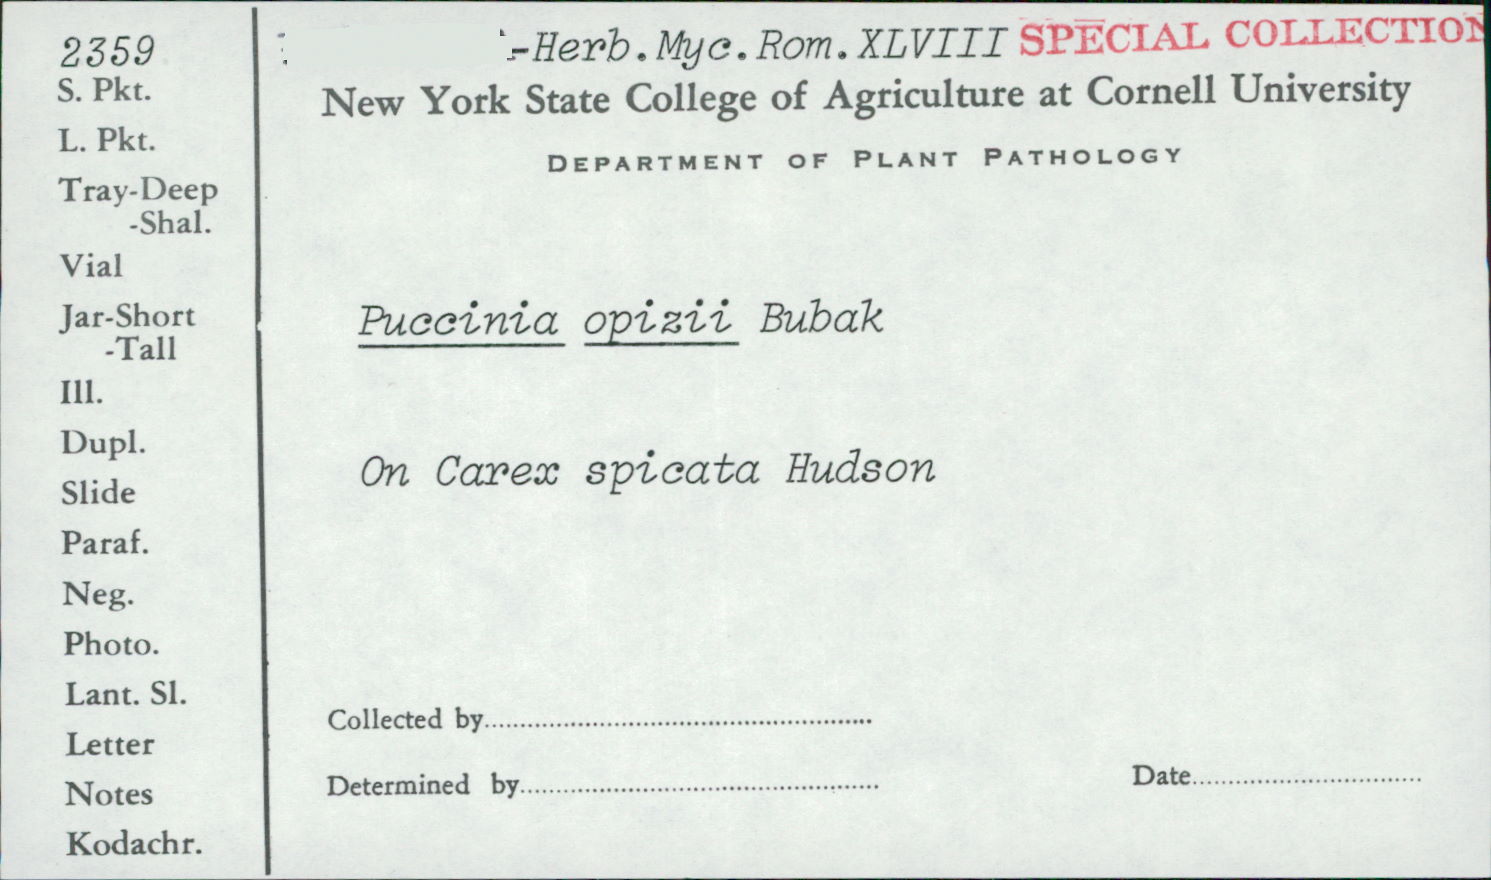 2359
-Herb.Myc.Rom.XLVIII SPECIAL COLLECTION
New York State College of Agriculture at Cornell University
DEPARTMENT OF PLANT PATHOLOGY
S. Pkt.
L. Pkt.
Tray-Deep
-Shal.
Vial
Jar-Short
-Tall
Ill.
Dupl.
Slide
Paraf.
Neg.
Photo.
Lant. Sl.
Letter
Notes
Kodachr.
Puccinia opizii Bubak
On Carex spicata Hudson
Collected by
Determined by
Date